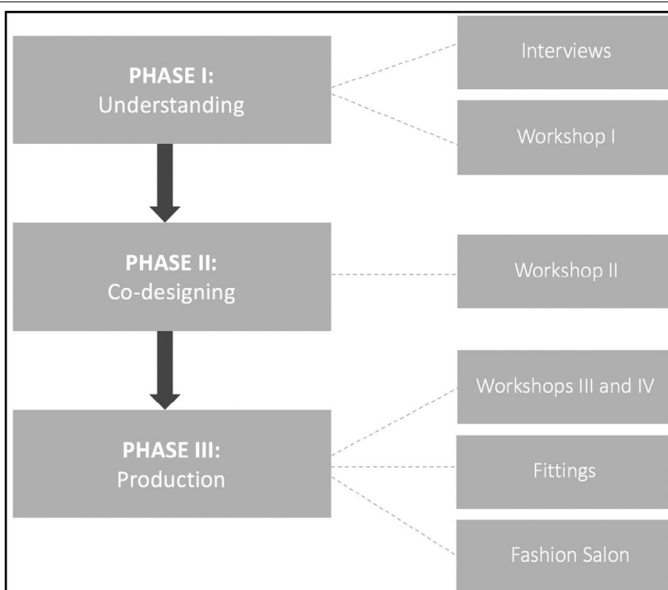 PHASE I:
Understanding
Interviews
Workshop I
PHASE II:
Co-designing
Workshop II
PHASE III:
Production
Workshops III and IV
Fittings
Fashion Salon